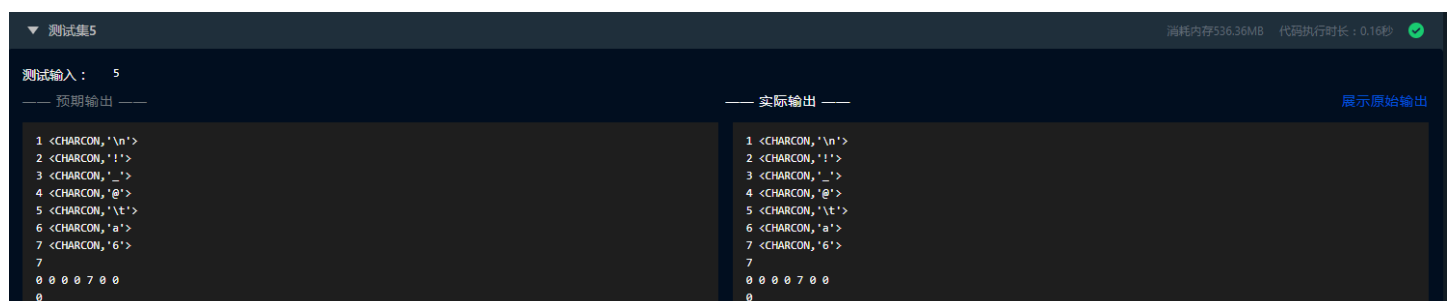 ▼ 测试集5 消耗内存536.36MB 代码执行时长：0.16秒
测试输入： 5
—— 预期输出 —— —— 实际输出 —— 展示原始输出
1 <CHARCON,'\n'> 1 <CHARCON,'\n'>
2 <CHARCON,'!'> 2 <CHARCON,'!'>
3 <CHARCON,'_'> 3 <CHARCON,'_'>
4 <CHARCON,'@'> 4 <CHARCON,'@'>
5 <CHARCON,'\t'> 5 <CHARCON,'\t'>
6 <CHARCON,'a'> 6 <CHARCON,'a'>
7 <CHARCON,'6'> 7 <CHARCON,'6'>
7 7
0 0 0 0 7 0 0 0 0 0 0 7 0 0
0 0